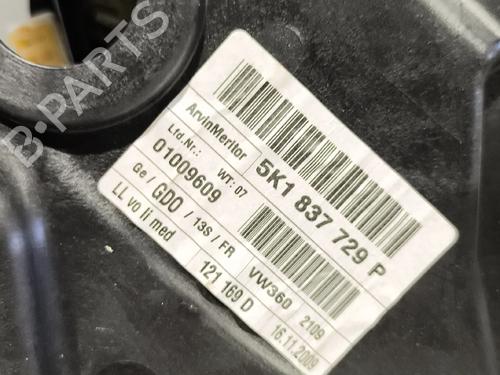 B-PARTS
ArvinMeritor
5K1 837 729 P
Lfd.Nr.: WT: 07
01009609
Ge / GDO / 13S / FR
VW360 2109
LL vo li med
121 169 D 16.11.2009